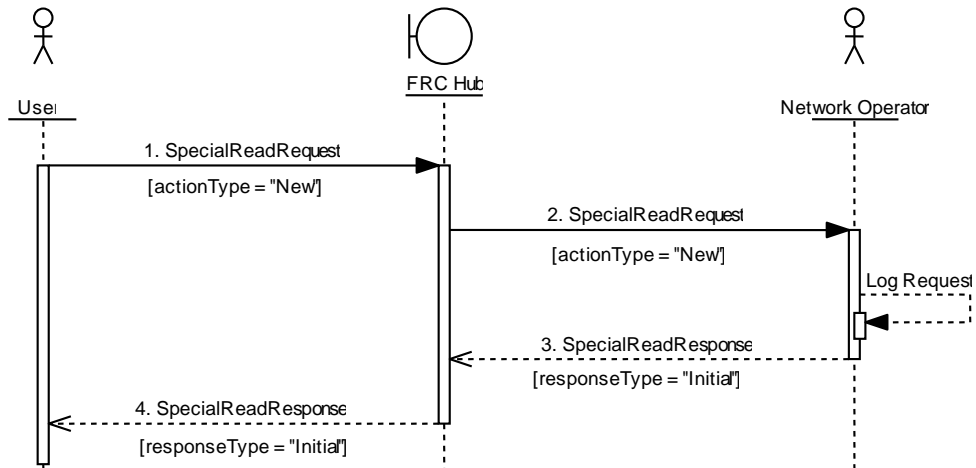 User
FRC Hub
Network Operator
1. SpecialReadRequest
[actionType = "New"]
2. SpecialReadRequest
[actionType = "New"]
Log Request
3. SpecialReadResponse
[responseType = "Initial"]
4. SpecialReadResponse
[responseType = "Initial"]